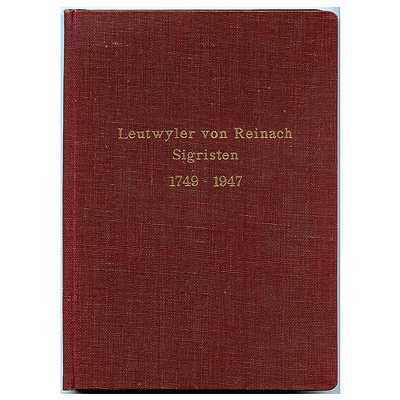 Leutwyler von Reinach
Sigristen
1749 - 1947